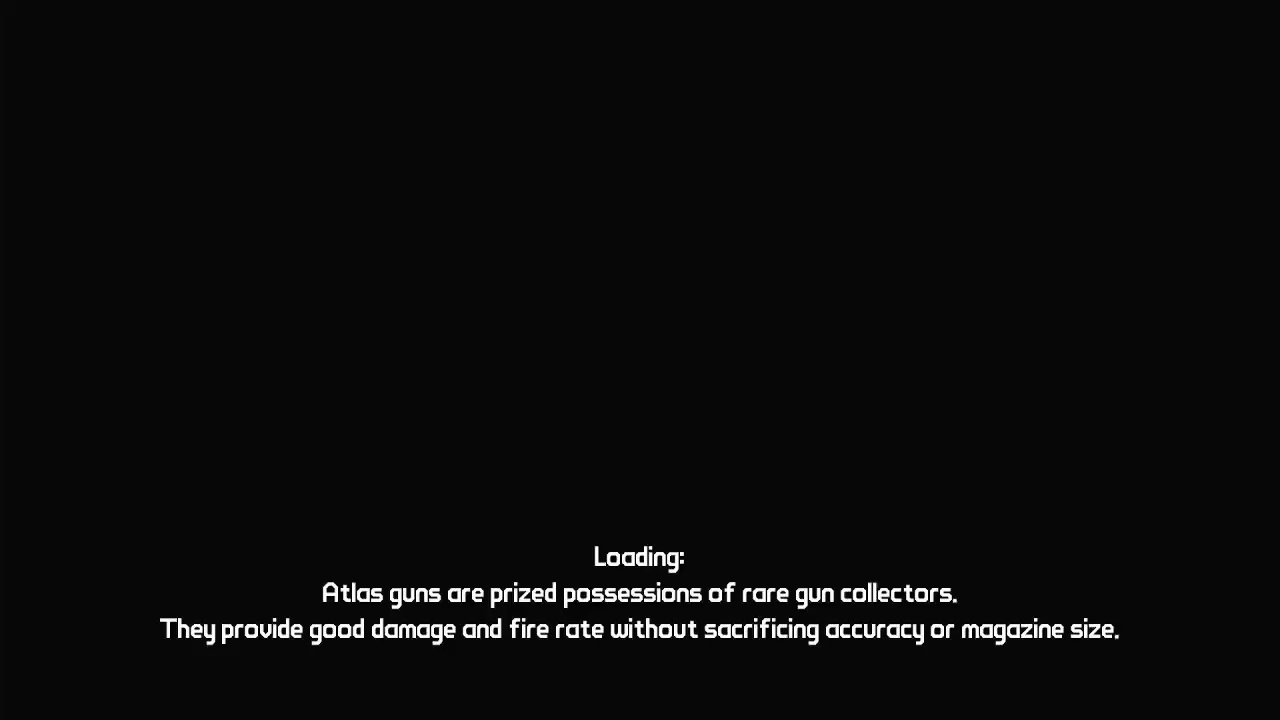 Loading:
Atlas guns are prized possessions of rare gun collectors.
They provide good damage and fire rate without sacrificing accuracy or magazine size.